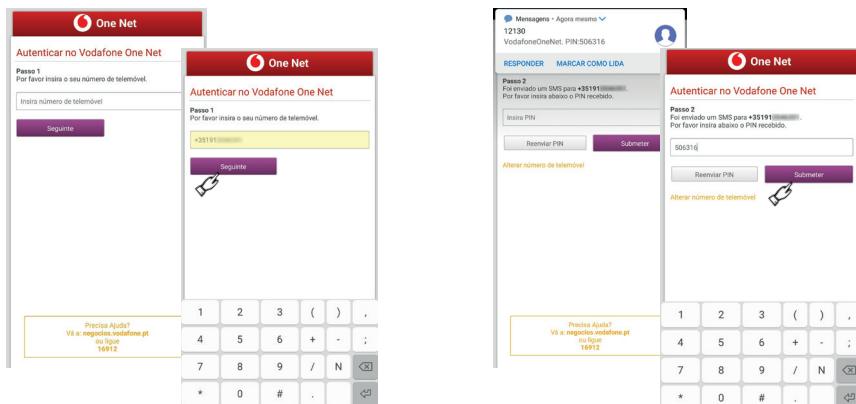 One Net
Autenticar no Vodafone One Net
Passo 1
Por favor insira o seu número de telemóvel.
Insira número de telemóvel
Seguinte
Precisa Ajuda?
Vá a: negocios.vodafone.pt
ou ligue
16912
One Net
Autenticar no Vodafone One Net
Passo 1
Por favor insira o seu número de telemóvel.
+35191
Seguinte
1 2 3 ( ) ,
4 5 6 + - ;
7 8 9 / N
* 0 # .
Mensagens • Agora mesmo
12130
VodafoneOneNet. PIN:506316
RESPONDER MARCAR COMO LIDA
Passo 2
Foi enviado um SMS para +35191
Por favor insira abaixo o PIN recebido.
Insira PIN
Reenviar PIN Submeter
Alterar número de telemóvel
Precisa Ajuda?
Vá a: negocios.vodafone.pt
ou ligue
16912
One Net
Autenticar no Vodafone One Net
Passo 2
Foi enviado um SMS para +35191 .
Por favor insira abaixo o PIN recebido.
506316
Reenviar PIN Submeter
Alterar número de telemóvel
1 2 3 ( ) ,
4 5 6 + - ;
7 8 9 / N
* 0 # .